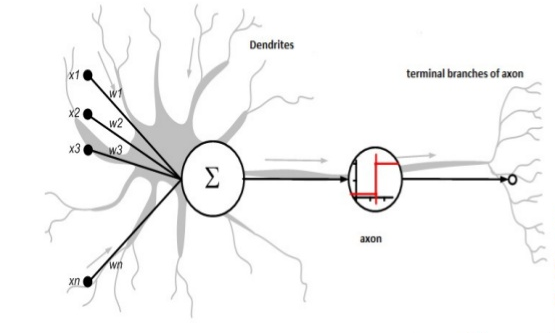 Dendrites
terminal branches of axon
x1
w1
x2
w2
x3
w3
Σ
axon
xn
wn